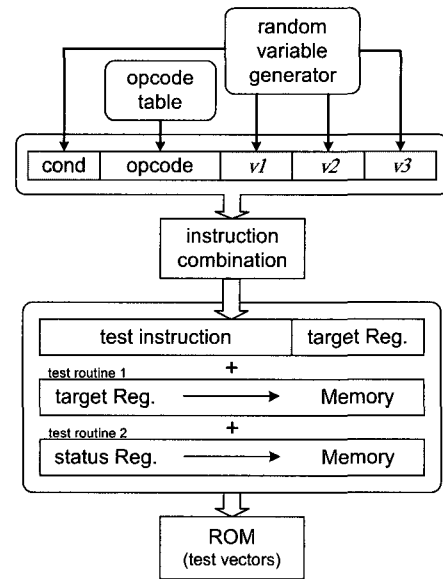 random
variable
generator
opcode
table
cond opcode v1 v2 v3
instruction
combination
test instruction target Reg.
+
test routine 1
target Reg. Memory
+
test routine 2
status Reg. Memory
ROM
(test vectors)